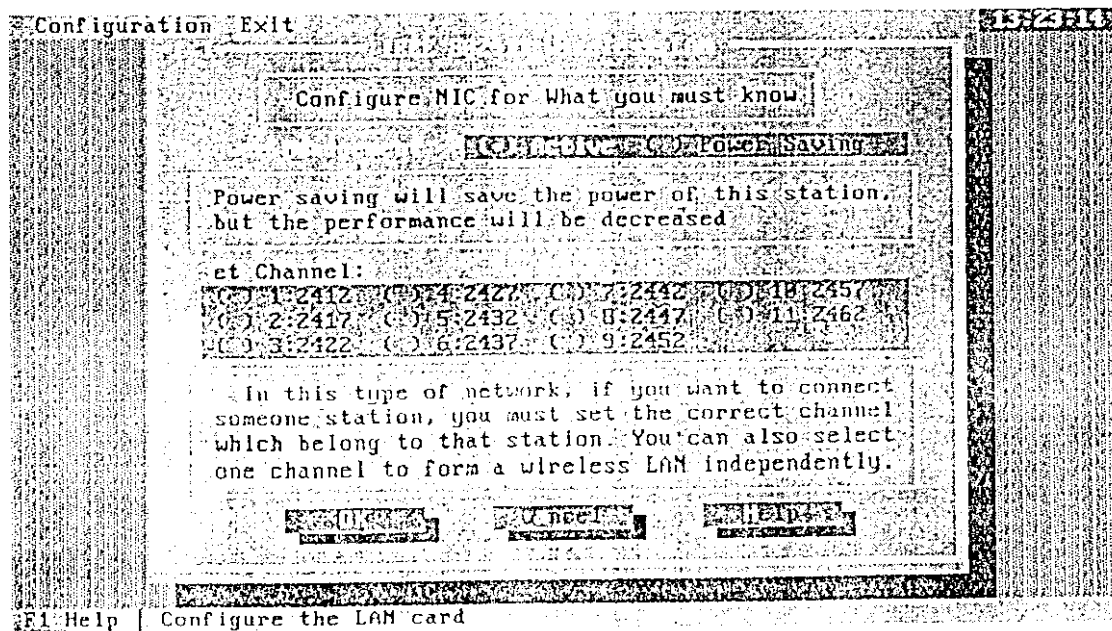 Configuration Exit 13:23:14
Configure NIC for What you must know
(•) Active ( ) Power Saving
Power saving will save the power of this station,
but the performance will be decreased
et Channel:
( ) 1:2412 ( ) 4:2427 ( ) 7:2442 ( ) 10:2457
( ) 2:2417 ( ) 5:2432 ( ) 8:2447 ( ) 11:2462
( ) 3:2422 ( ) 6:2437 ( ) 9:2452
In this type of network, if you want to connect
someone station, you must set the correct channel
which belong to that station. You can also select
one channel to form a wireless LAN independently.
OK Cancel Help
F1 Help | Configure the LAN card